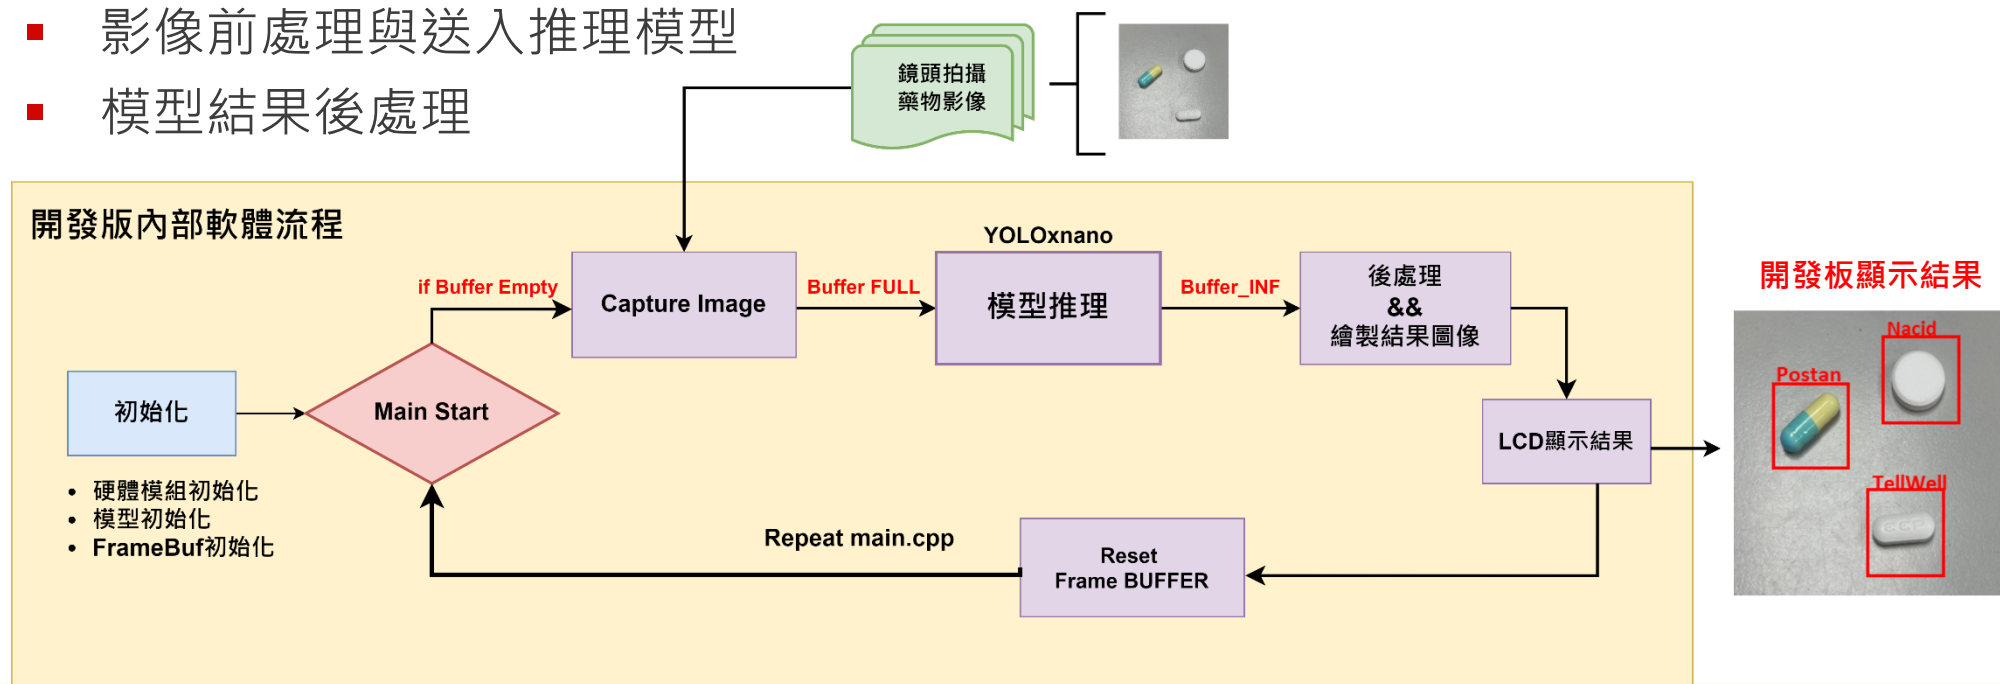 影像前處理與送入推理模型
模型結果後處理
鏡頭拍攝
藥物影像
開發版內部軟體流程
YOLOxnano
if Buffer Empty
Capture Image
Buffer FULL
模型推理
Buffer_INF
後處理
&&
繪製結果圖像
開發板顯示結果
Nacid
Postan
TellWell
初始化
Main Start
LCD顯示結果
硬體模組初始化
模型初始化
FrameBuf初始化
Repeat main.cpp
Reset
Frame BUFFER